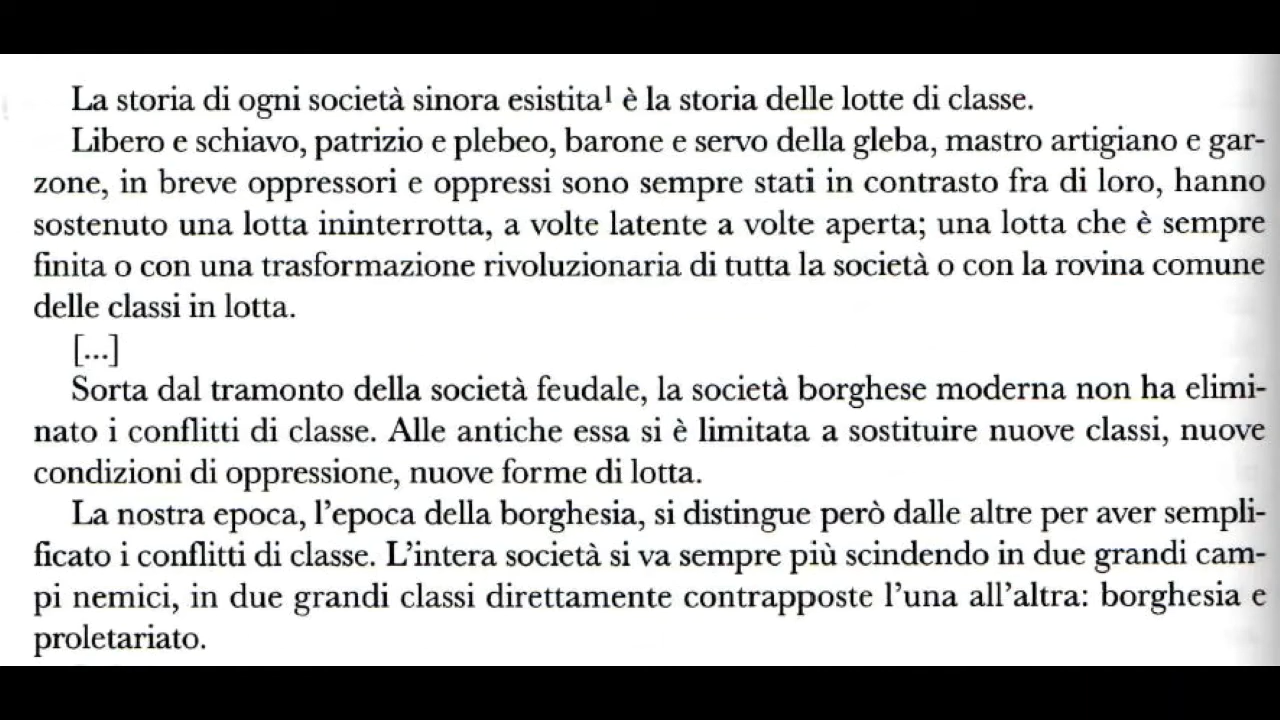 La storia di ogni società sinora esistita¹ è la storia delle lotte di classe.
Libero e schiavo, patrizio e plebeo, barone e servo della gleba, mastro artigiano e gar-
zone, in breve oppressori e oppressi sono sempre stati in contrasto fra di loro, hanno
sostenuto una lotta ininterrotta, a volte latente a volte aperta; una lotta che è sempre
finita o con una trasformazione rivoluzionaria di tutta la società o con la rovina comune
delle classi in lotta.
[...]
Sorta dal tramonto della società feudale, la società borghese moderna non ha elimi-
nato i conflitti di classe. Alle antiche essa si è limitata a sostituire nuove classi, nuove
condizioni di oppressione, nuove forme di lotta.
La nostra epoca, l’epoca della borghesia, si distingue però dalle altre per aver sempli-
ficato i conflitti di classe. L’intera società si va sempre più scindendo in due grandi cam-
pi nemici, in due grandi classi direttamente contrapposte l’una all’altra: borghesia e
proletariato.